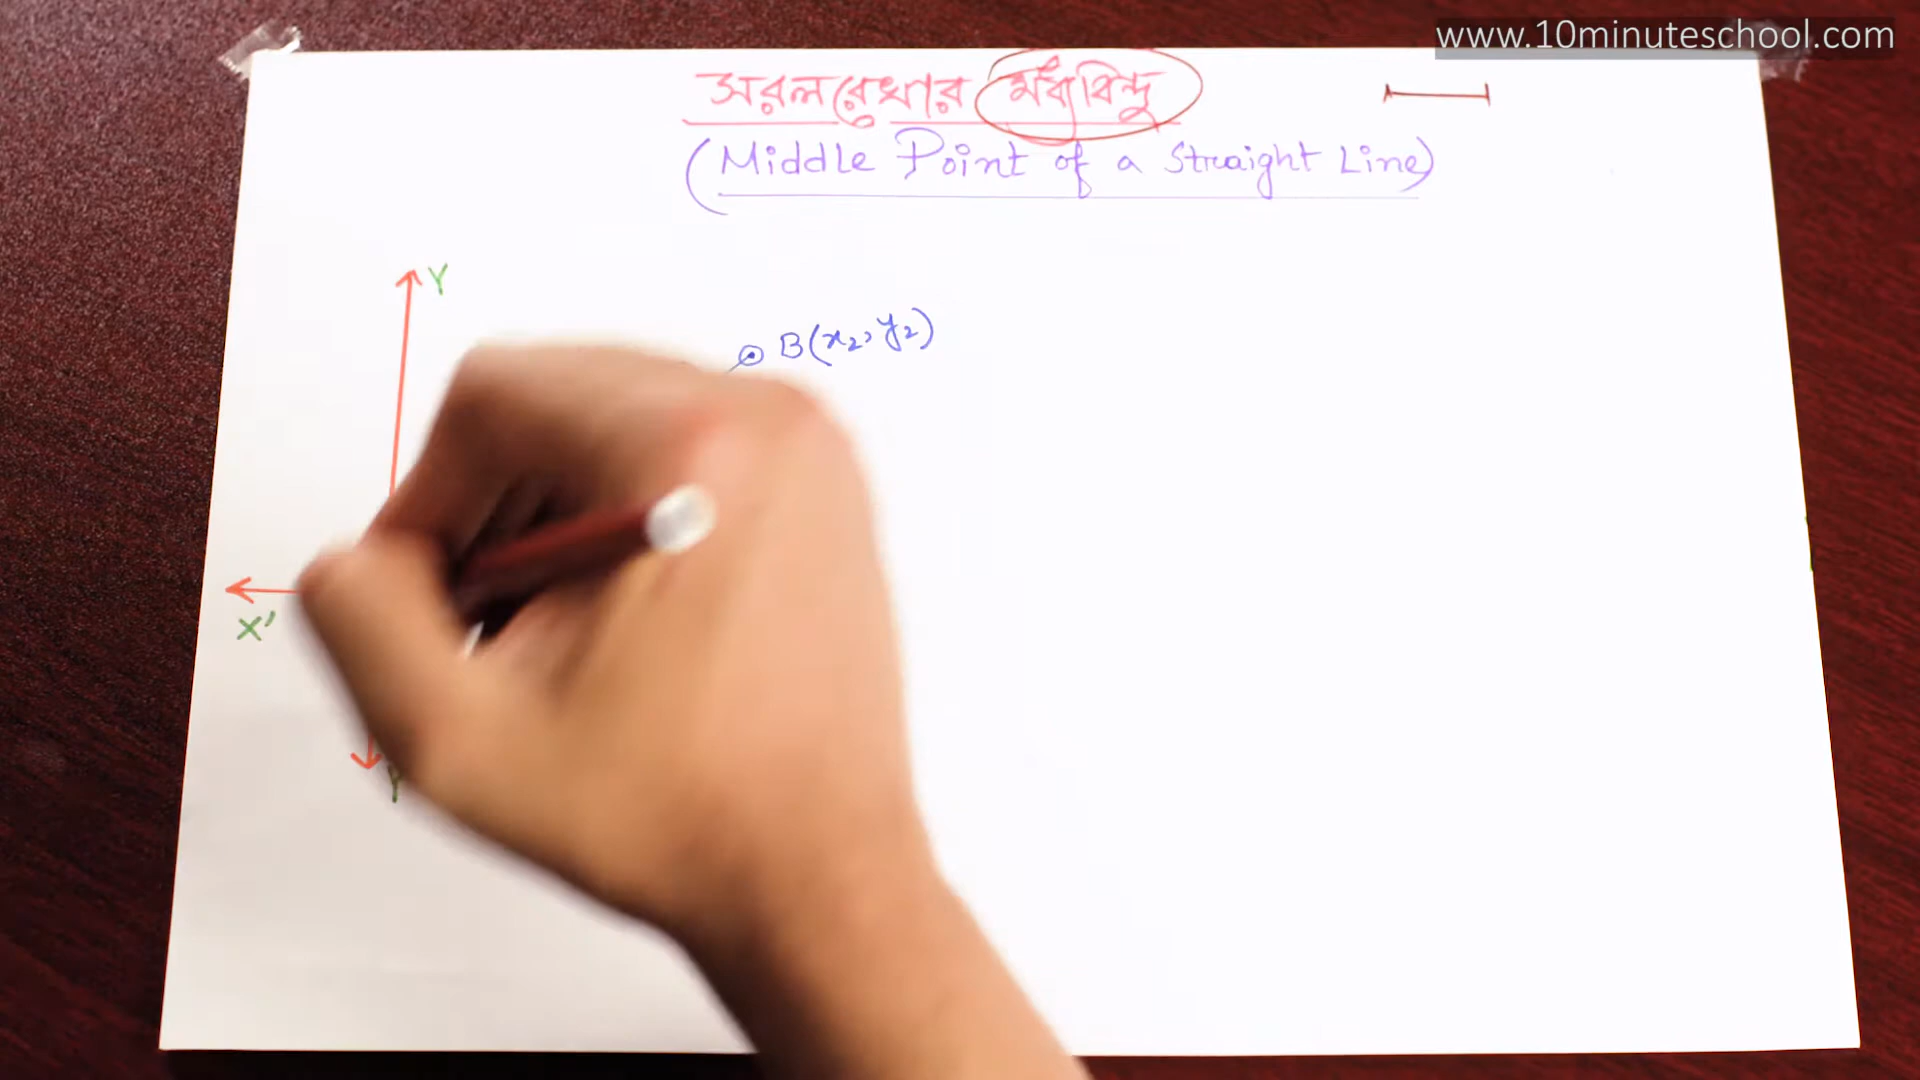 www.10minuteschool.com
সরলরেখার মধ্যবিন্দু
(Middle Point of a Straight Line)
Y
B(x₂, y₂)
X'
Y